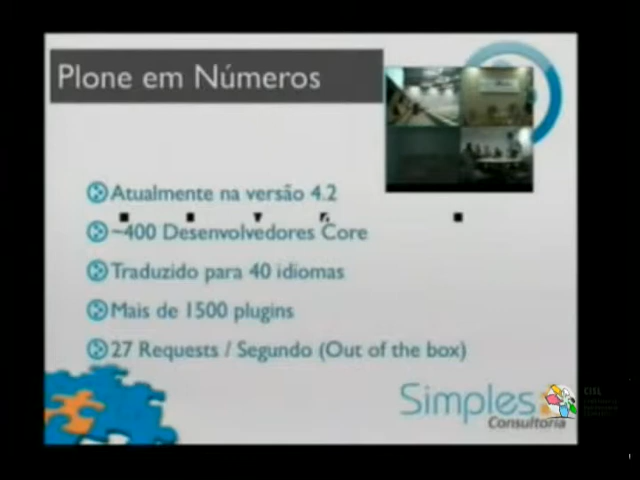 Plone em Números
Atualmente na versão 4.2
~400 Desenvolvedores Core
Traduzido para 40 idiomas
Mais de 1500 plugins
27 Requests / Segundo (Out of the box)
Simples
Consultoria